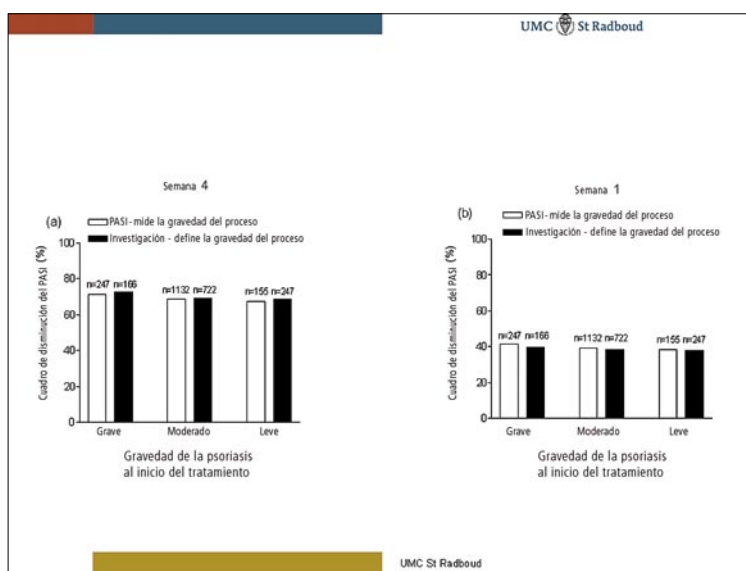 UMC St Radboud
Semana 4
(a)
PASI - mide la gravedad del proceso
Investigación - define la gravedad del proceso
Cuadro de disminución del PASI (%)
100
80
60
40
20
0
n=247 n=166
n=1132 n=722
n=155 n=247
Grave
Moderado
Leve
Gravedad de la psoriasis
al inicio del tratamiento
Semana 1
(b)
PASI - mide la gravedad del proceso
Investigación - define la gravedad del proceso
Cuadro de disminución del PASI (%)
100
80
60
40
20
0
n=247 n=166
n=1132 n=722
n=155 n=247
Grave
Moderado
Leve
Gravedad de la psoriasis
al inicio del tratamiento
UMC St Radboud